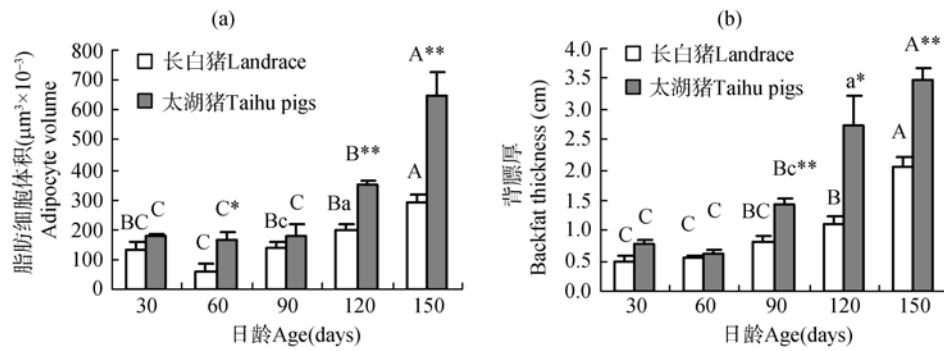 (a)
脂肪细胞体积(μm³×10⁻³)
Adipocyte volume
800
700
600
500
400
300
200
100
0
长白猪Landrace
太湖猪Taihu pigs
BC
C
C
C*
Bc
C
Ba
B**
A
A**
30
60
90
120
150
日龄Age(days)
(b)
背膘厚
Backfat thickness (cm)
4.0
3.5
3.0
2.5
2.0
1.5
1.0
0.5
0.0
长白猪Landrace
太湖猪Taihu pigs
C
C
C
C
BC
Bc**
B
a*
A
A**
30
60
90
120
150
日龄Age(days)